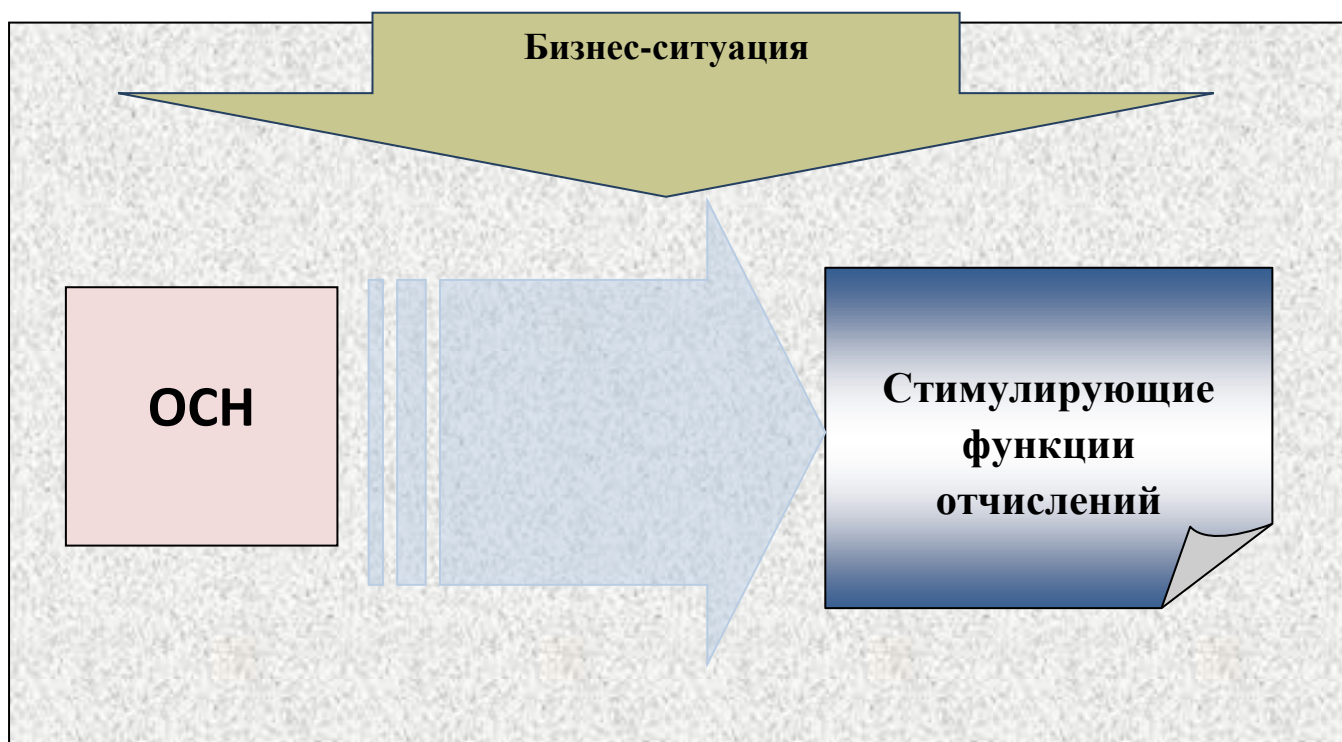 Бизнес-ситуация
ОСН
Стимулирующие
функции
отчислений